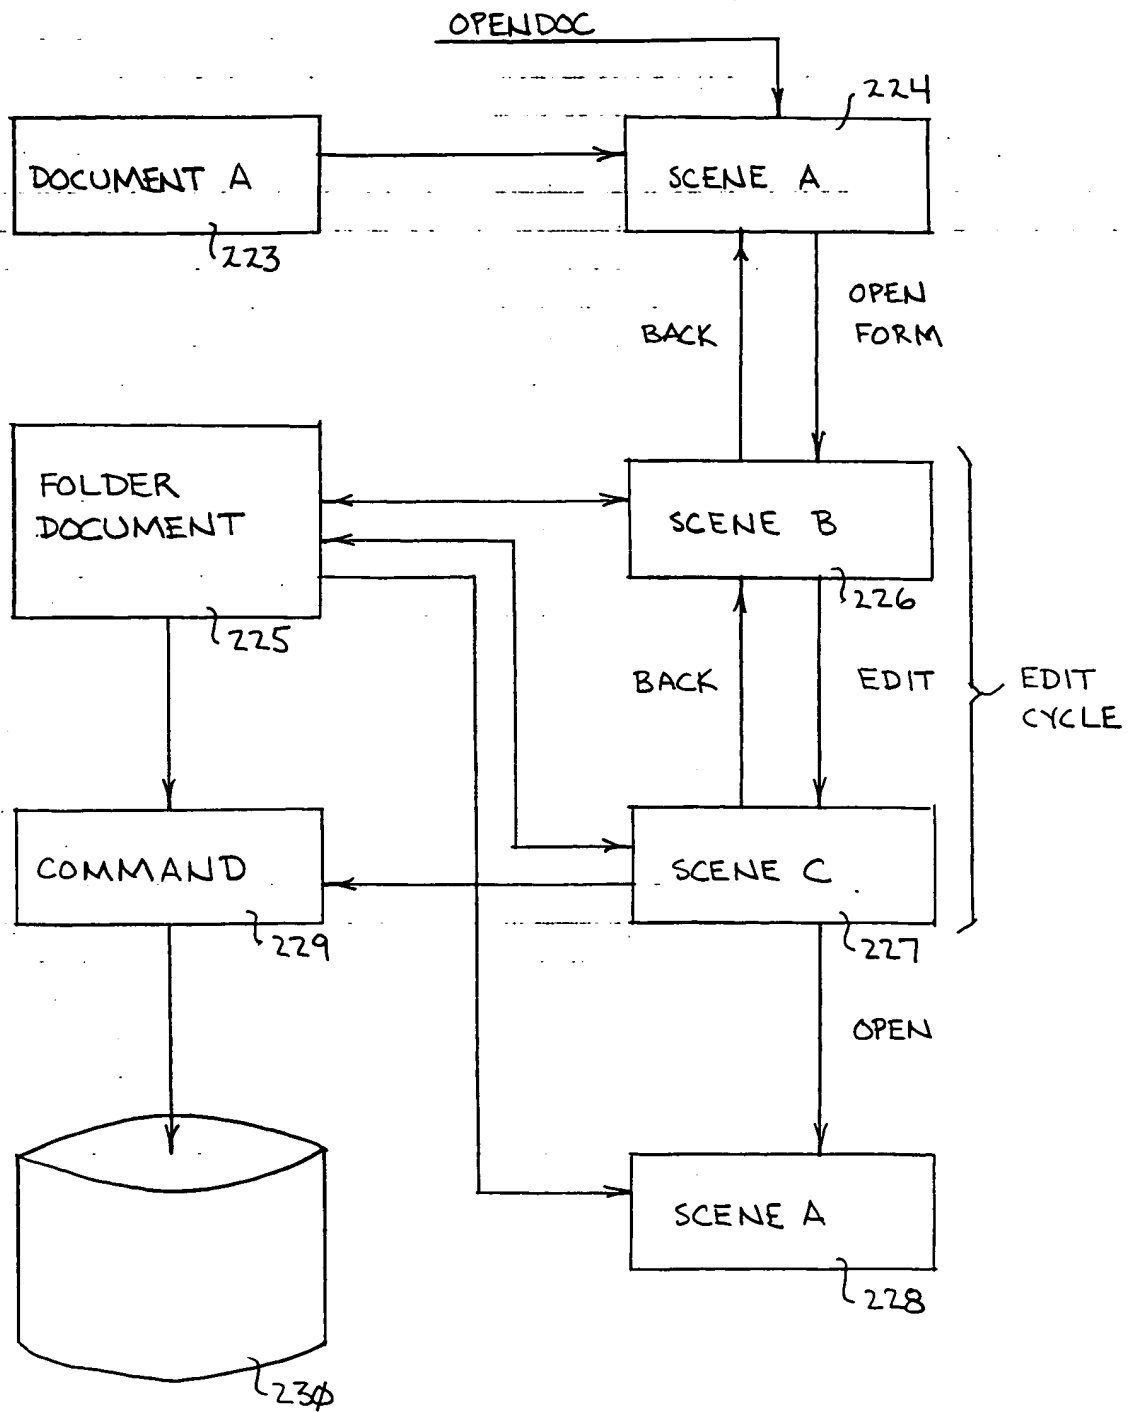 OPENDOC
224
DOCUMENT A
SCENE A
223
OPEN
FORM
BACK
FOLDER
DOCUMENT
SCENE B
226
225
BACK
EDIT
EDIT
CYCLE
COMMAND
SCENE C
229
227
OPEN
SCENE A
228
230